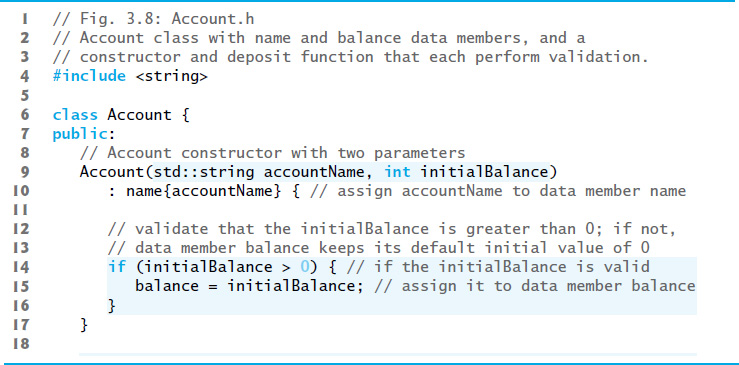 1 // Fig. 3.8: Account.h
2 // Account class with name and balance data members, and a
3 // constructor and deposit function that each perform validation.
4 #include <string>
5
6 class Account {
7 public:
8 // Account constructor with two parameters
9 Account(std::string accountName, int initialBalance)
10 : name{accountName} { // assign accountName to data member name
11
12 // validate that the initialBalance is greater than 0; if not,
13 // data member balance keeps its default initial value of 0
14 if (initialBalance > 0) { // if the initialBalance is valid
15 balance = initialBalance; // assign it to data member balance
16 }
17 }
18